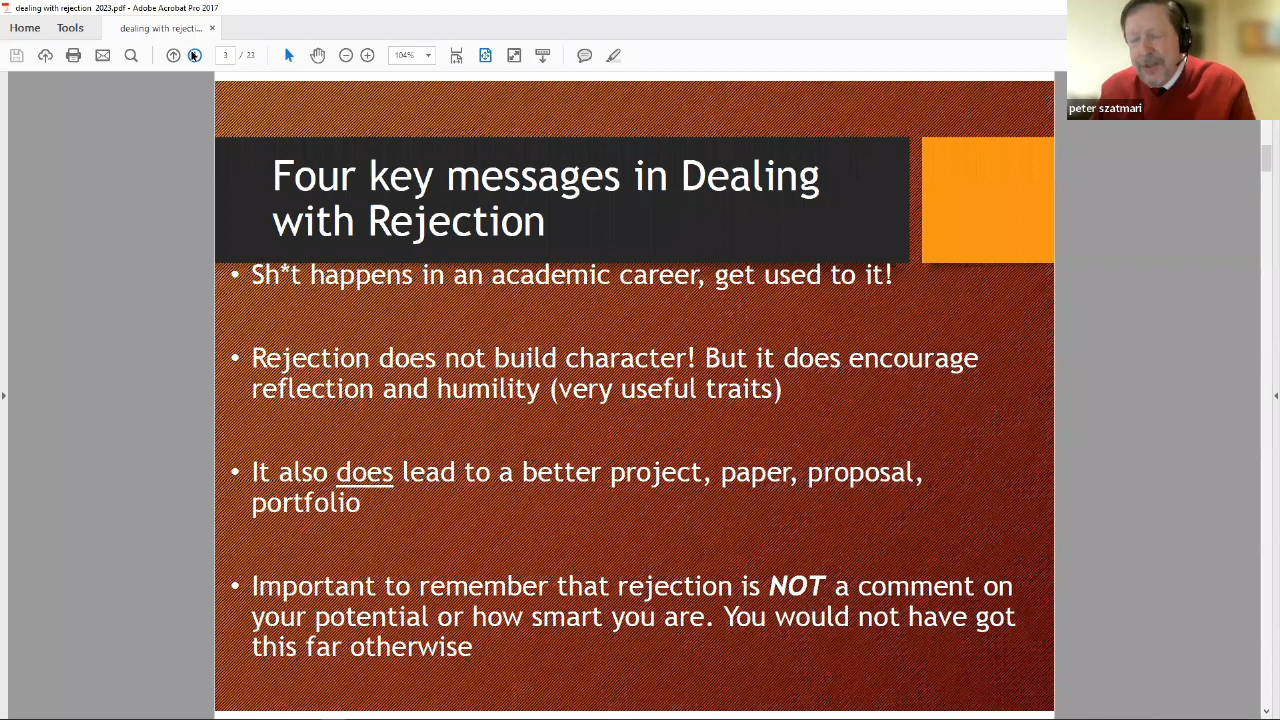 dealing with rejection 2023.pdf - Adobe Acrobat Pro 2017
Home Tools dealing with rejecti... ×
3 / 23 104%
peter szatmari
Four key messages in Dealing
with Rejection
• Sh*t happens in an academic career, get used to it!
• Rejection does not build character! But it does encourage
reflection and humility (very useful traits)
• It also does lead to a better project, paper, proposal,
portfolio
• Important to remember that rejection is NOT a comment on
your potential or how smart you are. You would not have got
this far otherwise